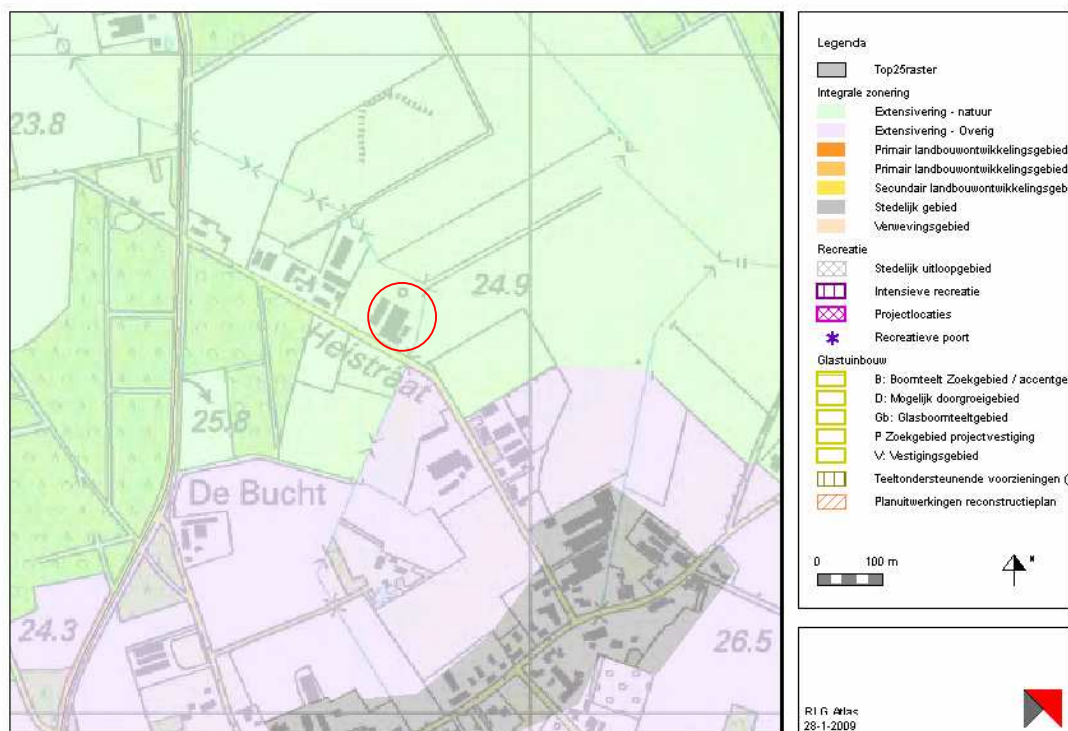 23.8
24.9
Heistraat
25.8
De Bucht
24.3
26.5
Legenda
Top25raster
Integrale zonering
Extensivering - natuur
Extensivering - Overig
Primair landbouwontwikkelingsgebied
Primair landbouwontwikkelingsgebied
Secundair landbouwontwikkelingsgeb
Stedelijk gebied
Verwevingsgebied
Recreatie
Stedelijk uitloopgebied
Intensieve recreatie
Projectlocaties
Recreatieve poort
Glastuinbouw
B: Boomteelt Zoekgebied / accentge
D: Mogelijk doorgroeigebied
Gb: Glasboomteeltgebied
P Zoekgebied projectvestiging
V: Vestigingsgebied
Teeltondersteunende voorzieningen (
Planuitwerkingen reconstructieplan
0 100 m
RLG Atlas
28-1-2009